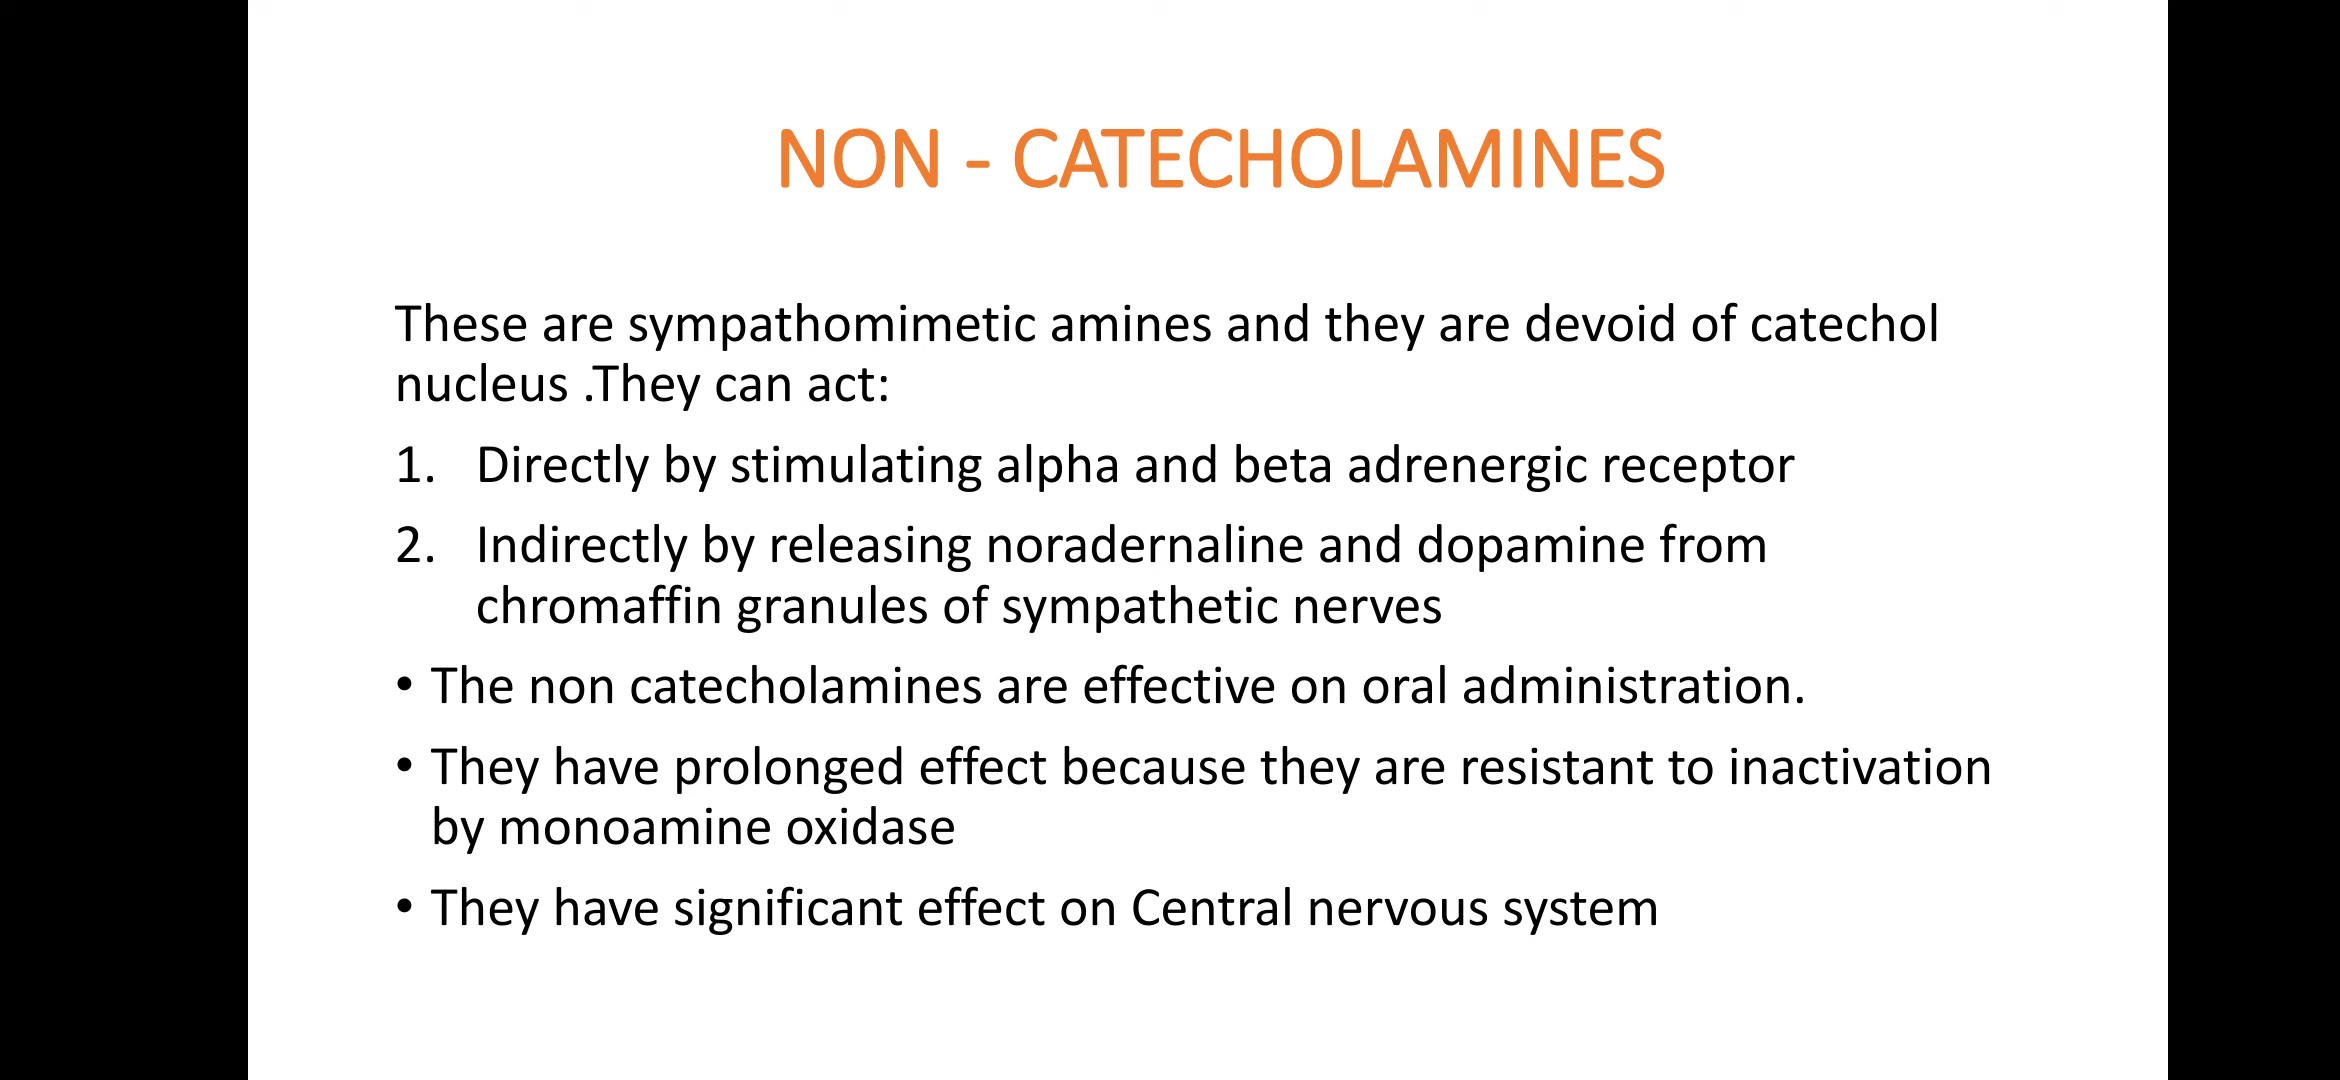 NON - CATECHOLAMINES
These are sympathomimetic amines and they are devoid of catechol
nucleus .They can act:
1. Directly by stimulating alpha and beta adrenergic receptor
2. Indirectly by releasing noradernaline and dopamine from
chromaffin granules of sympathetic nerves
• The non catecholamines are effective on oral administration.
• They have prolonged effect because they are resistant to inactivation
by monoamine oxidase
• They have significant effect on Central nervous system